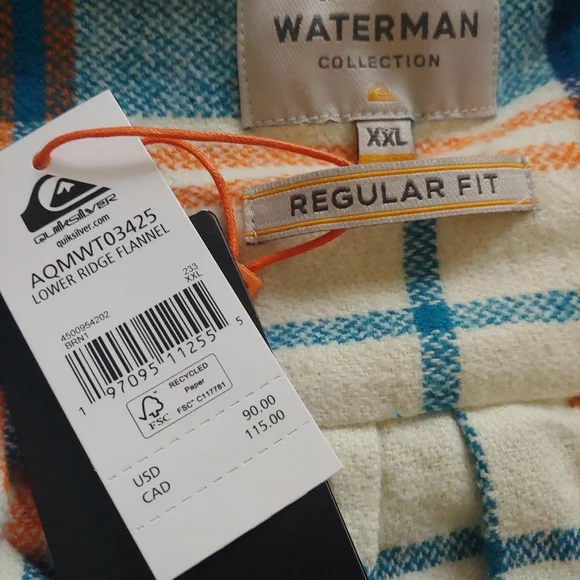 WATERMAN
COLLECTION
XXL
REGULAR FIT
QUIKSILVER
quiksilver.com
AQMWT03425
LOWER RIDGE FLANNEL
4500954202
BRN1
233
XXL
1 97095 11255 5
FSC
RECYCLED
Paper
FSC® C117781
USD 90.00
CAD 115.00